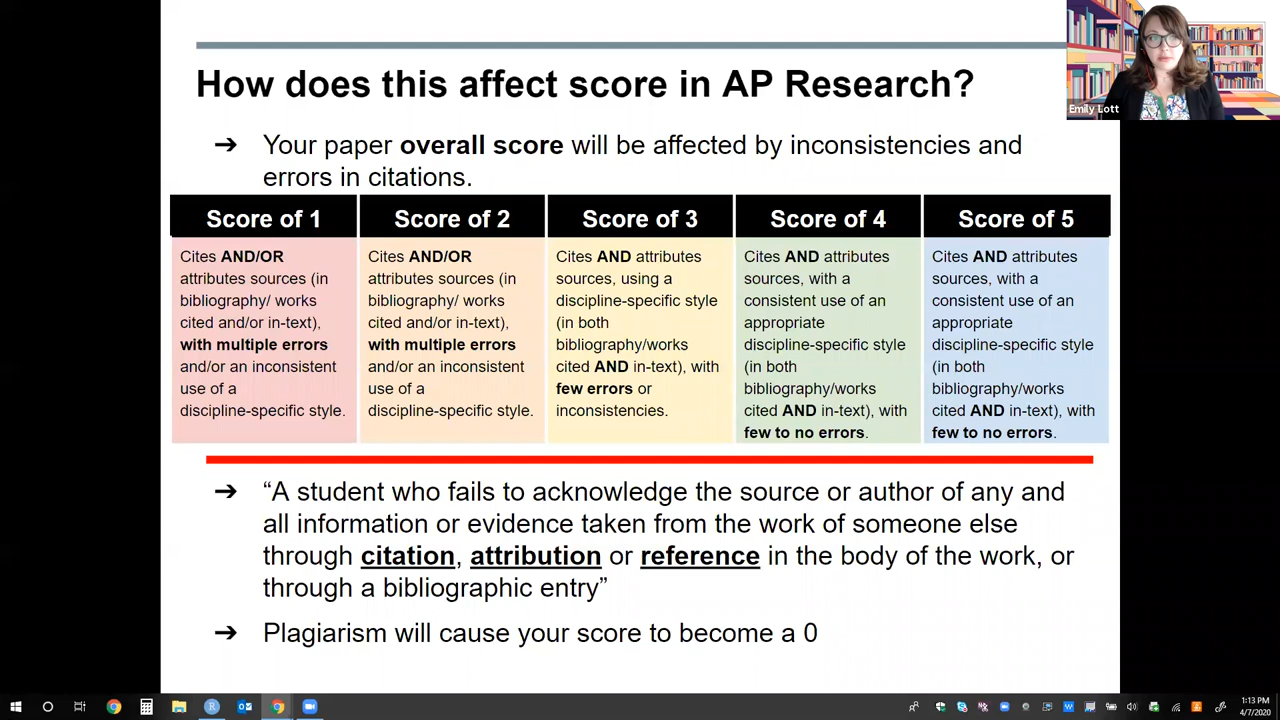 How does this affect score in AP Research?
Emily Lott
➔ Your paper overall score will be affected by inconsistencies and
errors in citations.
Score of 1
Cites AND/OR
attributes sources (in
bibliography/ works
cited and/or in-text),
with multiple errors
and/or an inconsistent
use of a
discipline-specific style.
Score of 2
Cites AND/OR
attributes sources (in
bibliography/ works
cited and/or in-text),
with multiple errors
and/or an inconsistent
use of a
discipline-specific style.
Score of 3
Cites AND attributes
sources, using a
discipline-specific style
(in both
bibliography/works
cited AND in-text), with
few errors or
inconsistencies.
Score of 4
Cites AND attributes
sources, with a
consistent use of an
appropriate
discipline-specific style
(in both
bibliography/works
cited AND in-text), with
few to no errors.
Score of 5
Cites AND attributes
sources, with a
consistent use of an
appropriate
discipline-specific style
(in both
bibliography/works
cited AND in-text), with
few to no errors.
➔ “A student who fails to acknowledge the source or author of any and
all information or evidence taken from the work of someone else
through citation, attribution or reference in the body of the work, or
through a bibliographic entry”
➔ Plagiarism will cause your score to become a 0
1:13 PM
4/7/2020